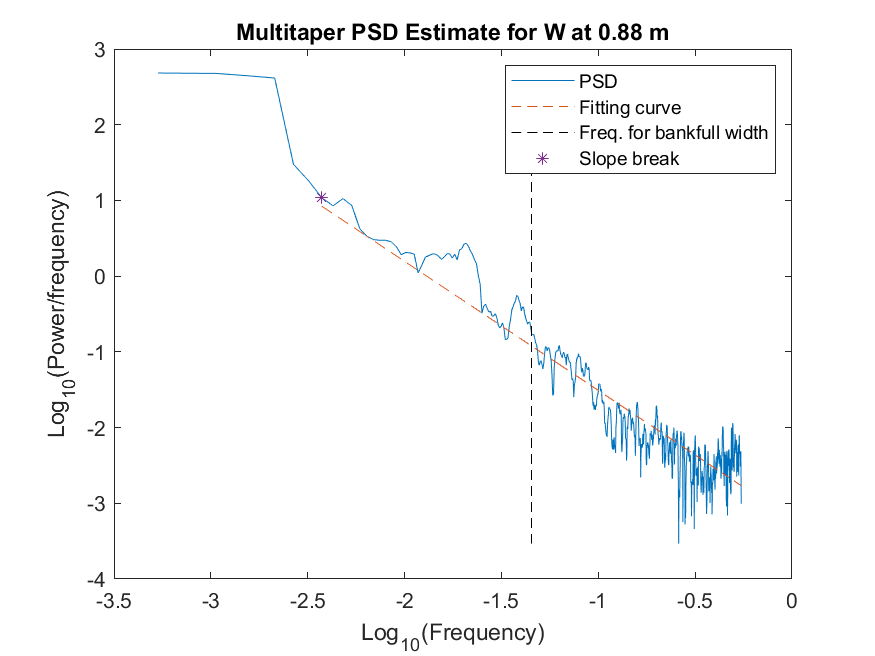 Multitaper PSD Estimate for W at 0.88 m
3
2
1
0
-1
-2
-3
-4
Log10(Power/frequency)
PSD
Fitting curve
Freq. for bankfull width
Slope break
-3.5 -3 -2.5 -2 -1.5 -1 -0.5 0
Log10(Frequency)